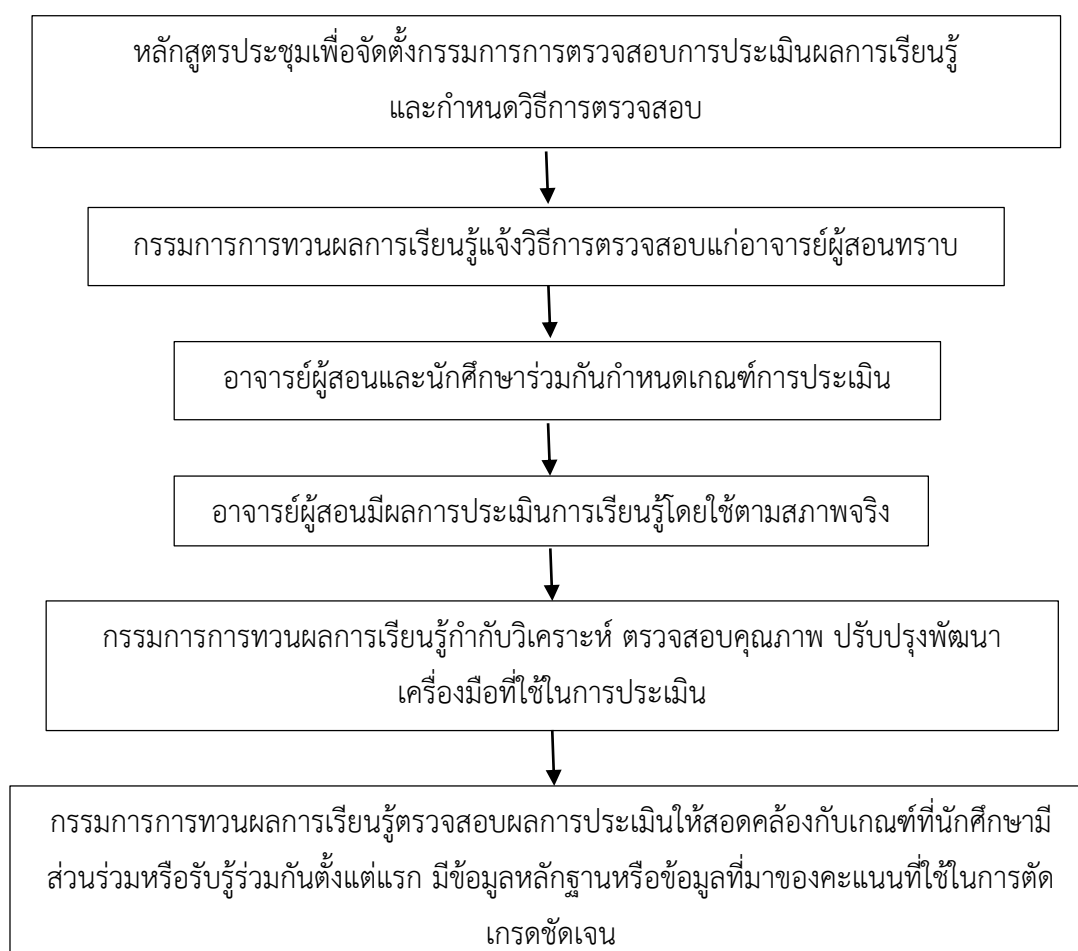 หลักสูตรประชุมเพื่อจัดตั้งกรรมการการตรวจสอบการประเมินผลการเรียนรู้
และกำหนดวิธีการตรวจสอบ
กรรมการการทวนผลการเรียนรู้แจ้งวิธีการตรวจสอบแก่อาจารย์ผู้สอนทราบ
อาจารย์ผู้สอนและนักศึกษาร่วมกันกำหนดเกณฑ์การประเมิน
อาจารย์ผู้สอนมีผลการประเมินการเรียนรู้โดยใช้ตามสภาพจริง
กรรมการการทวนผลการเรียนรู้กำกับวิเคราะห์ ตรวจสอบคุณภาพ ปรับปรุงพัฒนา
เครื่องมือที่ใช้ในการประเมิน
กรรมการการทวนผลการเรียนรู้ตรวจสอบผลการประเมินให้สอดคล้องกับเกณฑ์ที่นักศึกษามี
ส่วนร่วมหรือรับรู้ร่วมกันตั้งแต่แรก มีข้อมูลหลักฐานหรือข้อมูลที่มาของคะแนนที่ใช้ในการตัด
เกรดชัดเจน